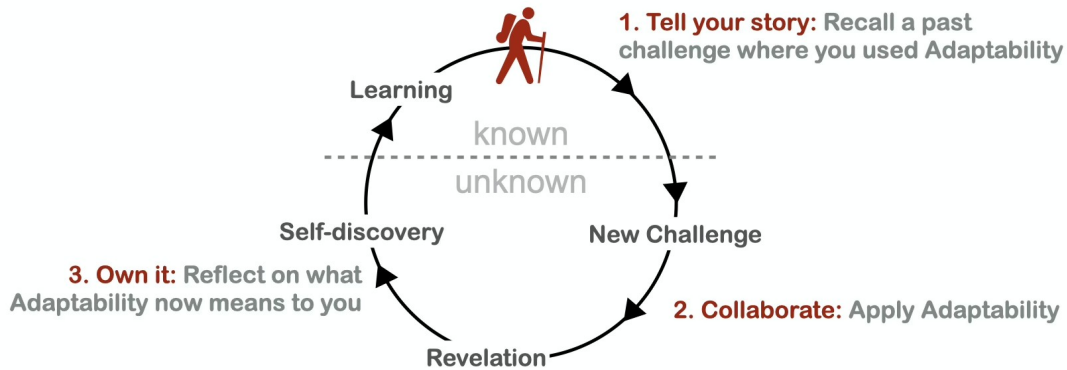 1. Tell your story: Recall a past
challenge where you used Adaptability
Learning
known
unknown
Self-discovery
New Challenge
3. Own it: Reflect on what
Adaptability now means to you
2. Collaborate: Apply Adaptability
Revelation